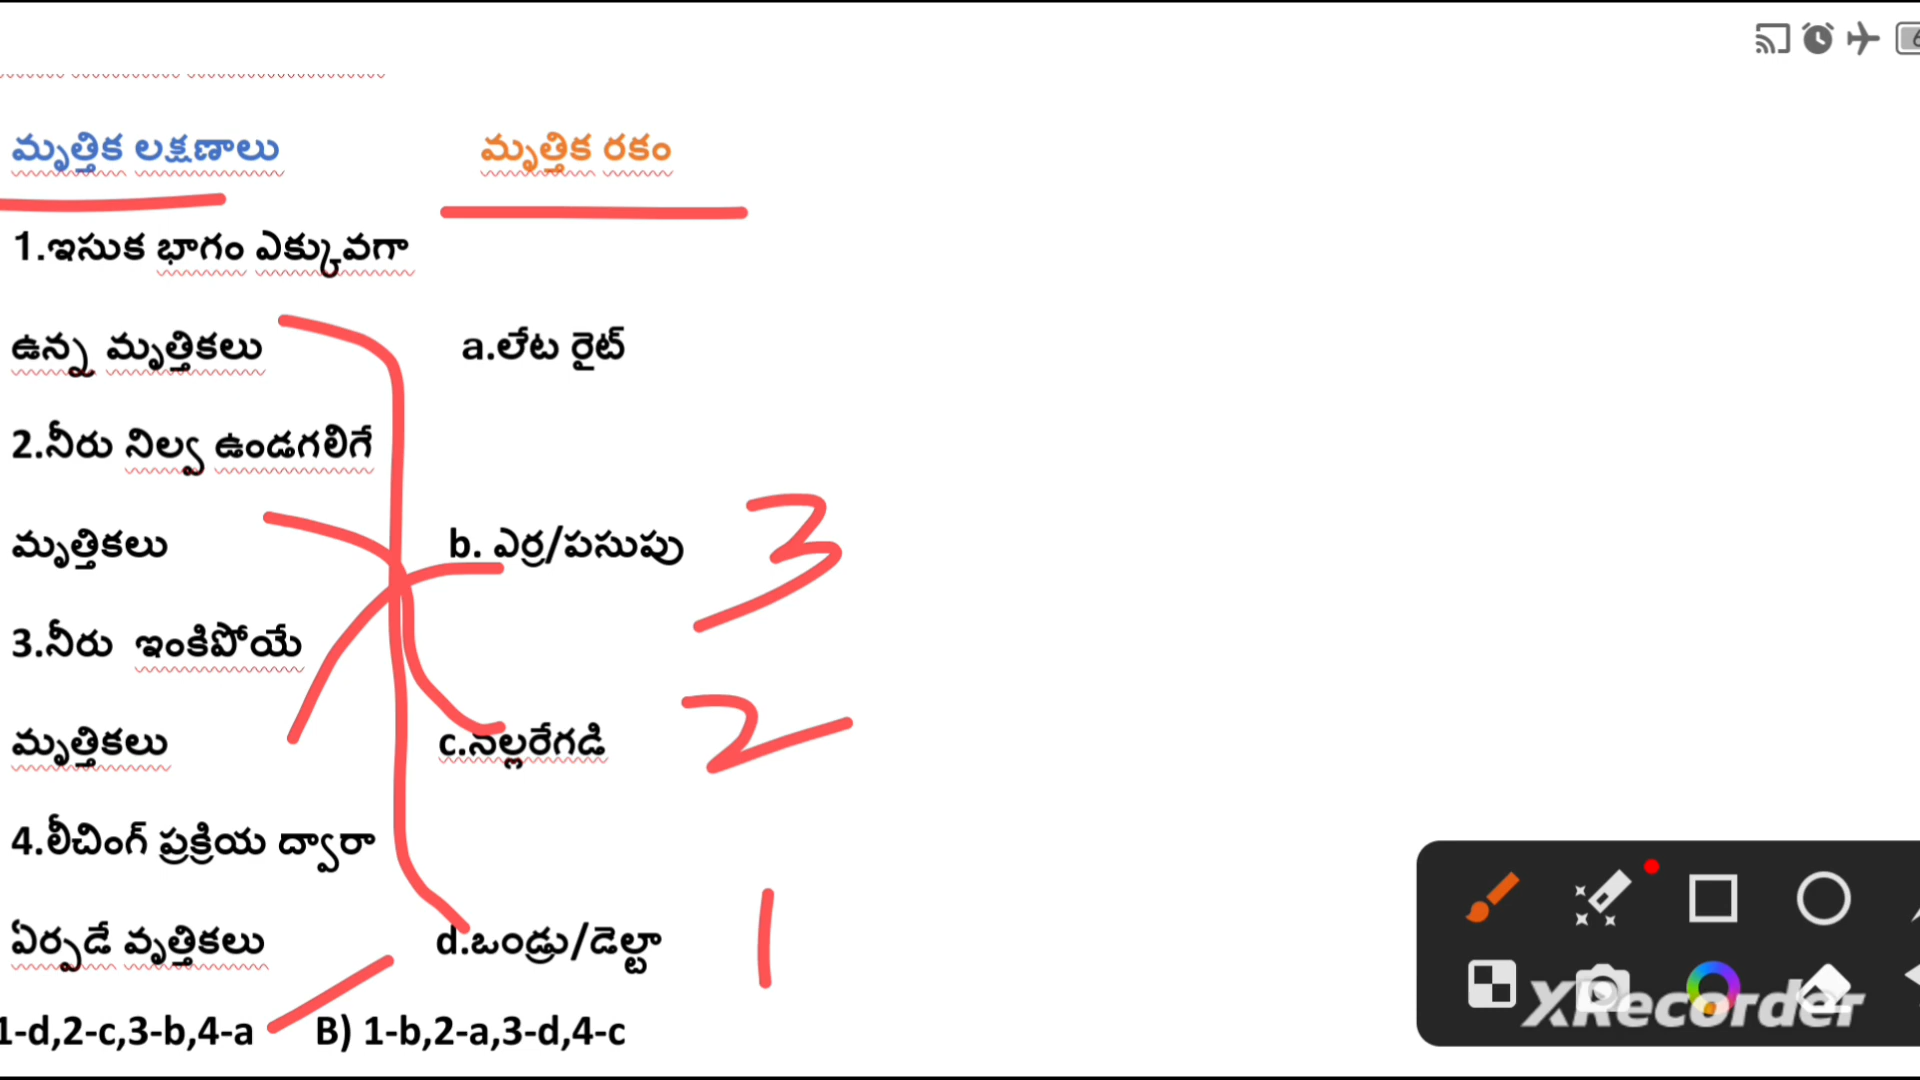 మృత్తిక లక్షణాలు మృత్తిక రకం
1.ఇసుక భాగం ఎక్కువగా
ఉన్న మృత్తికలు a.లేట రైట్
2.నీరు నిల్వ ఉండగలిగే
మృత్తికలు b. ఎర్ర/పసుపు 3
3.నీరు ఇంకిపోయే
మృత్తికలు c.నల్లరేగడి 2
4.లీచింగ్ ప్రక్రియ ద్వారా
ఏర్పడే వృత్తికలు d.ఒండ్రు/డెల్టా 1
1-d,2-c,3-b,4-a B) 1-b,2-a,3-d,4-c
XRecorder